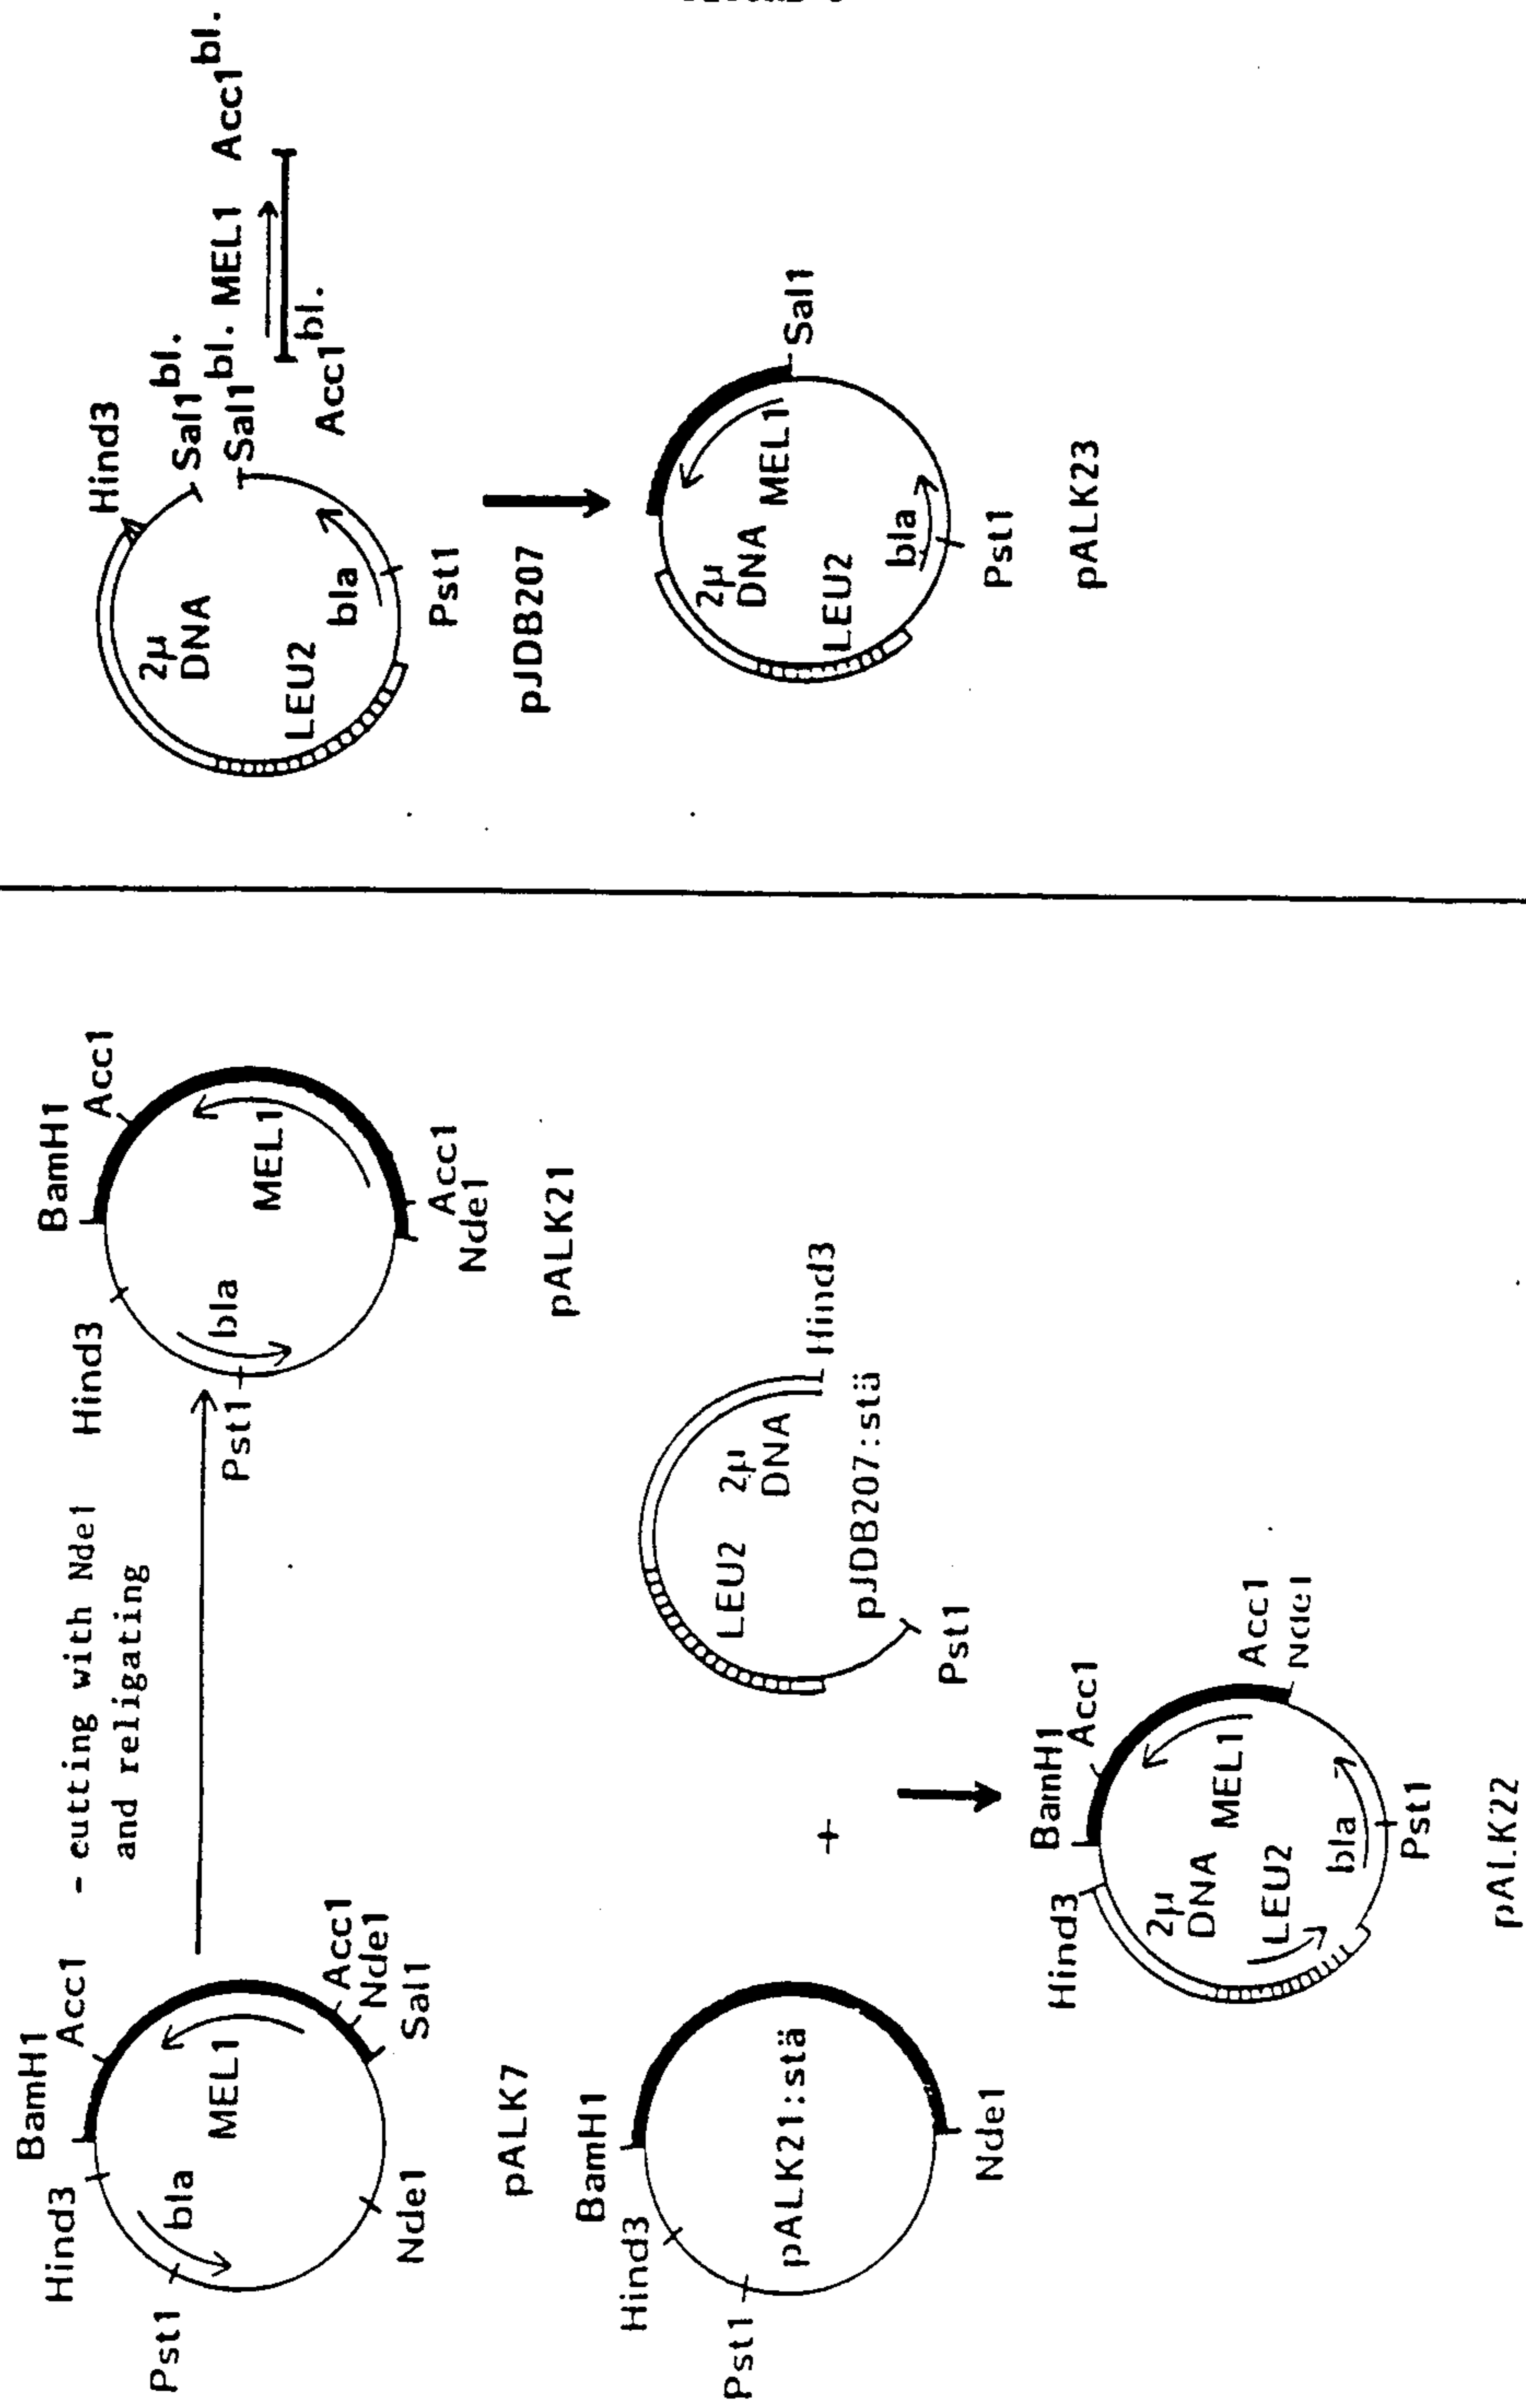 BamH1
Hind3
Acc1
Pst1
bla
MEL1
Acc1
Nde1
Sal1
Nde1
pALK7
- cutting with Nde1
and religating
BamH1
Hind3
Acc1
Pst1
bla
MEL1
Acc1
Nde1
pALK21
BamH1
Hind3
Pst1
pALK21:stä
Nde1
+
LEU2
2µ
DNA
Hind3
pJDB207:stä
Pst1
BamH1
Hind3
Acc1
2µ
DNA
MEL1
LEU2
bla
Acc1
Nde1
Pst1
pALK22
Hind3
Sal1bl.
Sal1bl. MEL1 Acc1bl.
Acc1bl.
2µ
DNA
LEU2
bla
Pst1
pJDB207
Sal1
2µ
DNA MEL1
LEU2
bla
Pst1
pALK23